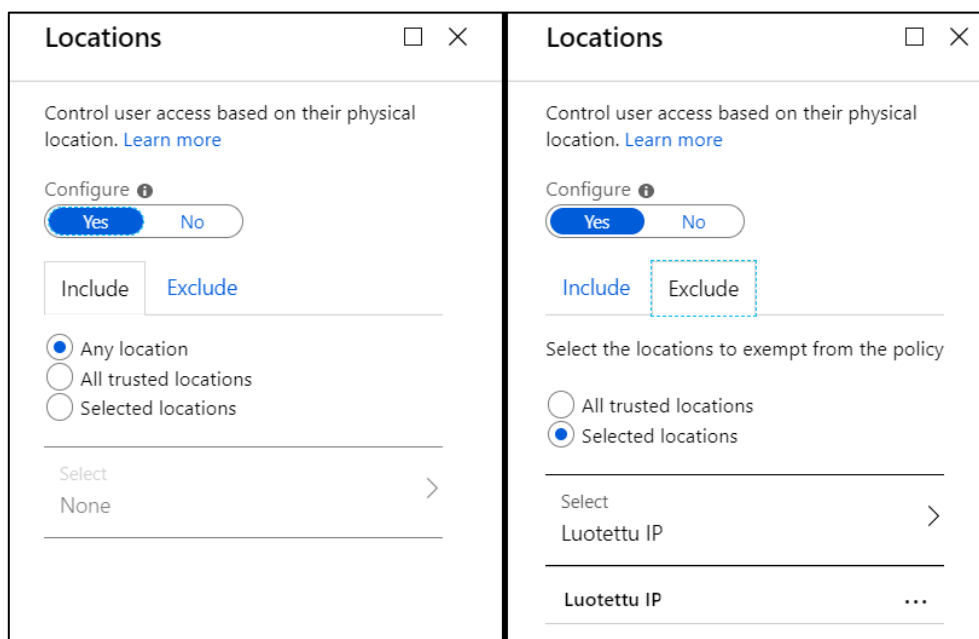 Locations
Control user access based on their physical
location. Learn more
Configure
Yes No
Include Exclude
Any location
All trusted locations
Selected locations
Select
None
Locations
Control user access based on their physical
location. Learn more
Configure
Yes No
Include Exclude
Select the locations to exempt from the policy
All trusted locations
Selected locations
Select
Luotettu IP
Luotettu IP